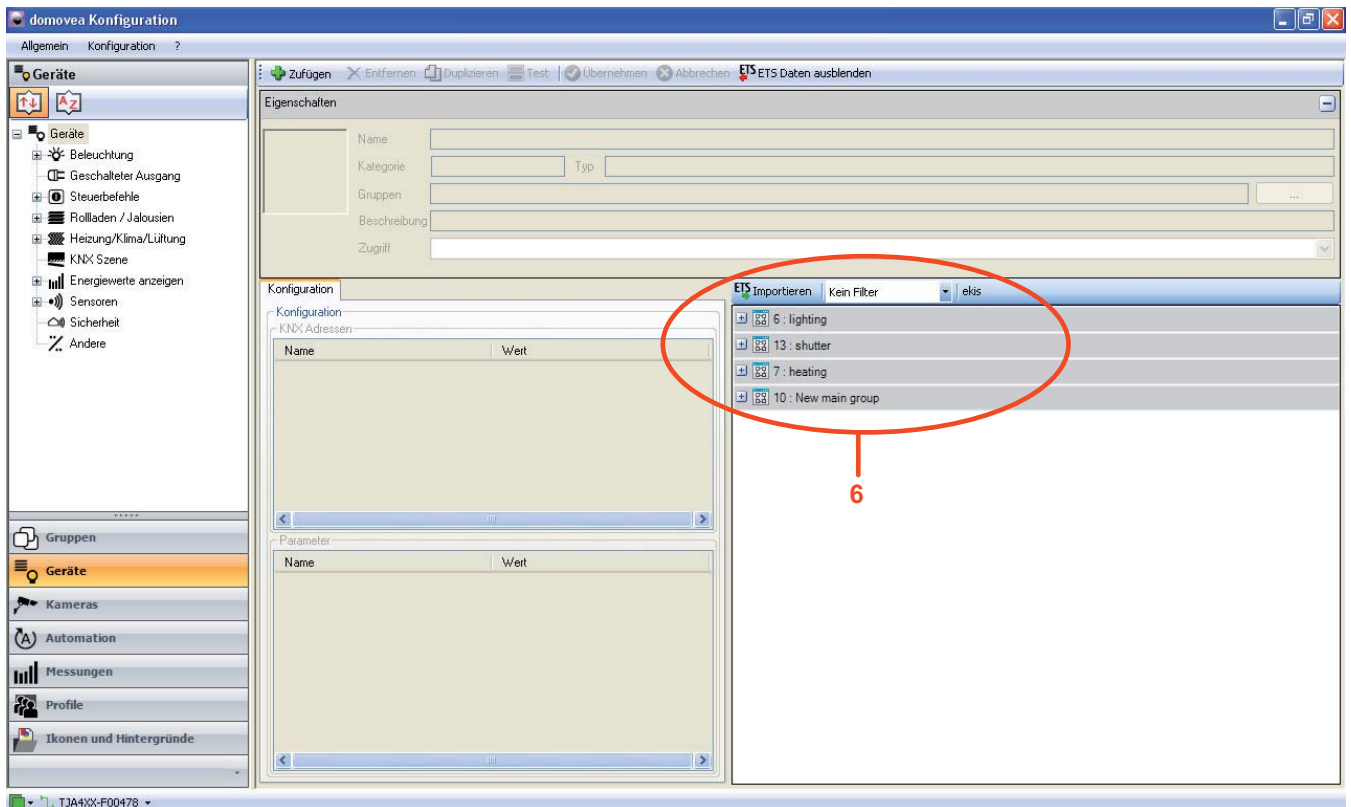 domovea Konfiguration
Allgemein Konfiguration ?
Geräte
Zufügen Entfernen Duplizieren Test Übernehmen Abbrechen ETS ETS Daten ausblenden
A Z
Eigenschaften
Geräte
Beleuchtung
Geschalteter Ausgang
Steuerbefehle
Rollladen / Jalousien
Heizung/Klima/Lüftung
KNX Szene
Energiewerte anzeigen
Sensoren
Sicherheit
Andere
Name
Kategorie Typ
Gruppen ...
Beschreibung
Zugriff
Konfiguration
Konfiguration
KNX Adressen
Name Wert
Parameter
Name Wert
ETS Importieren Kein Filter ekis
6 : lighting
13 : shutter
7 : heating
10 : New main group
6
Gruppen
Geräte
Kameras
Automation
Messungen
Profile
Ikonen und Hintergründe
TJA4XX-F00478